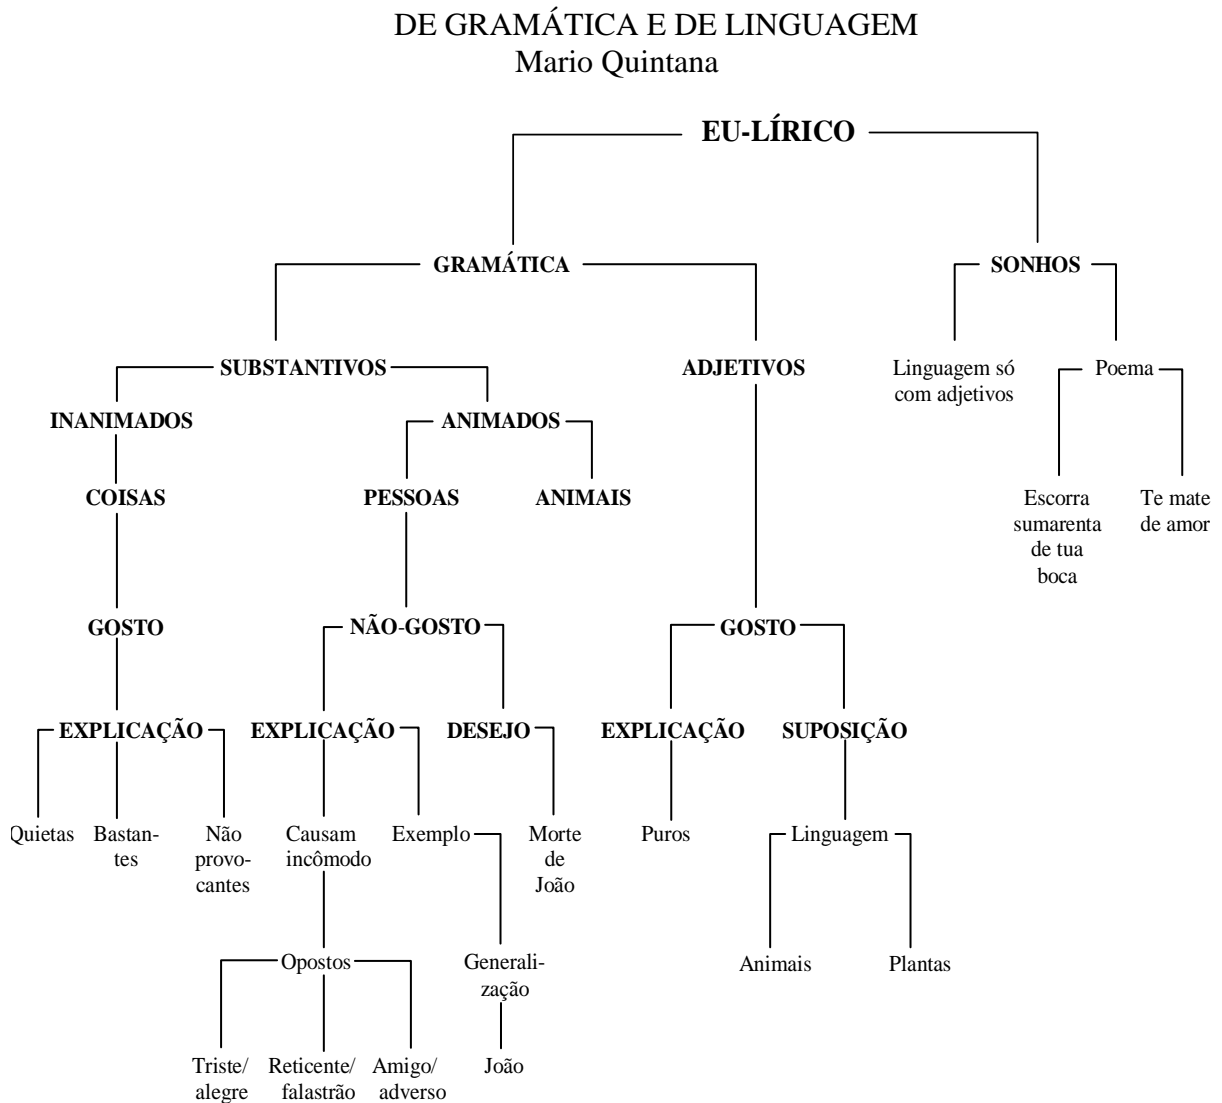 DE GRAMÁTICA E DE LINGUAGEM
Mario Quintana
EU-LÍRICO
GRAMÁTICA
SONHOS
SUBSTANTIVOS
ADJETIVOS
Linguagem só
com adjetivos
Poema
INANIMADOS
ANIMADOS
COISAS
PESSOAS
ANIMAIS
Escorra
sumarenta
de tua
boca
Te mate
de amor
GOSTO
NÃO-GOSTO
GOSTO
EXPLICAÇÃO
EXPLICAÇÃO
DESEJO
EXPLICAÇÃO
SUPOSIÇÃO
Quietas
Bastan-
tes
Não
provo-
cantes
Causam
incômodo
Exemplo
Morte
de
João
Puros
Linguagem
Opostos
Generali-
zação
Animais
Plantas
Triste/
alegre
Reticente/
falastrão
Amigo/
adverso
João